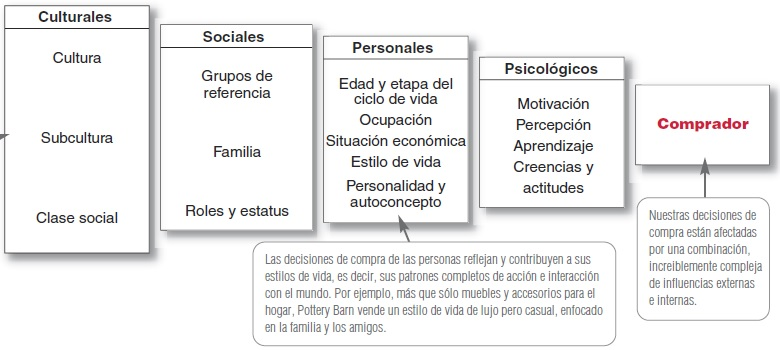 Culturales
Cultura
Subcultura
Clase social
Sociales
Grupos de
referencia
Familia
Roles y estatus
Personales
Edad y etapa del
ciclo de vida
Ocupación
Situación económica
Estilo de vida
Personalidad y
autoconcepto
Psicológicos
Motivación
Percepción
Aprendizaje
Creencias y
actitudes
Comprador
Las decisiones de compra de las personas reflejan y contribuyen a sus
estilos de vida, es decir, sus patrones completos de acción e interacción
con el mundo. Por ejemplo, más que sólo muebles y accesorios para el
hogar, Pottery Barn vende un estilo de vida de lujo pero casual, enfocado
en la familia y los amigos.
Nuestras decisiones de
compra están afectadas
por una combinación,
increiblemente compleja
de influencias externas
e internas.